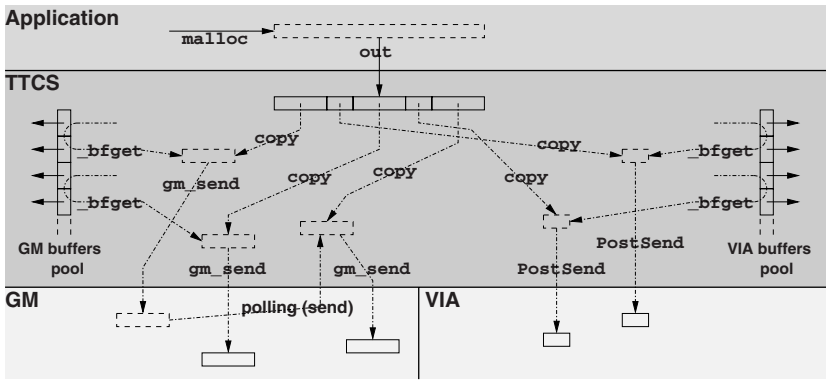 Application
malloc
out
TTCS
copy
copy
_bfget
_bfget
gm_send
copy
copy
copy
_bfget
_bfget
GM buffers
pool
PostSend
VIA buffers
pool
gm_send
gm_send
PostSend
GM
polling (send)
VIA